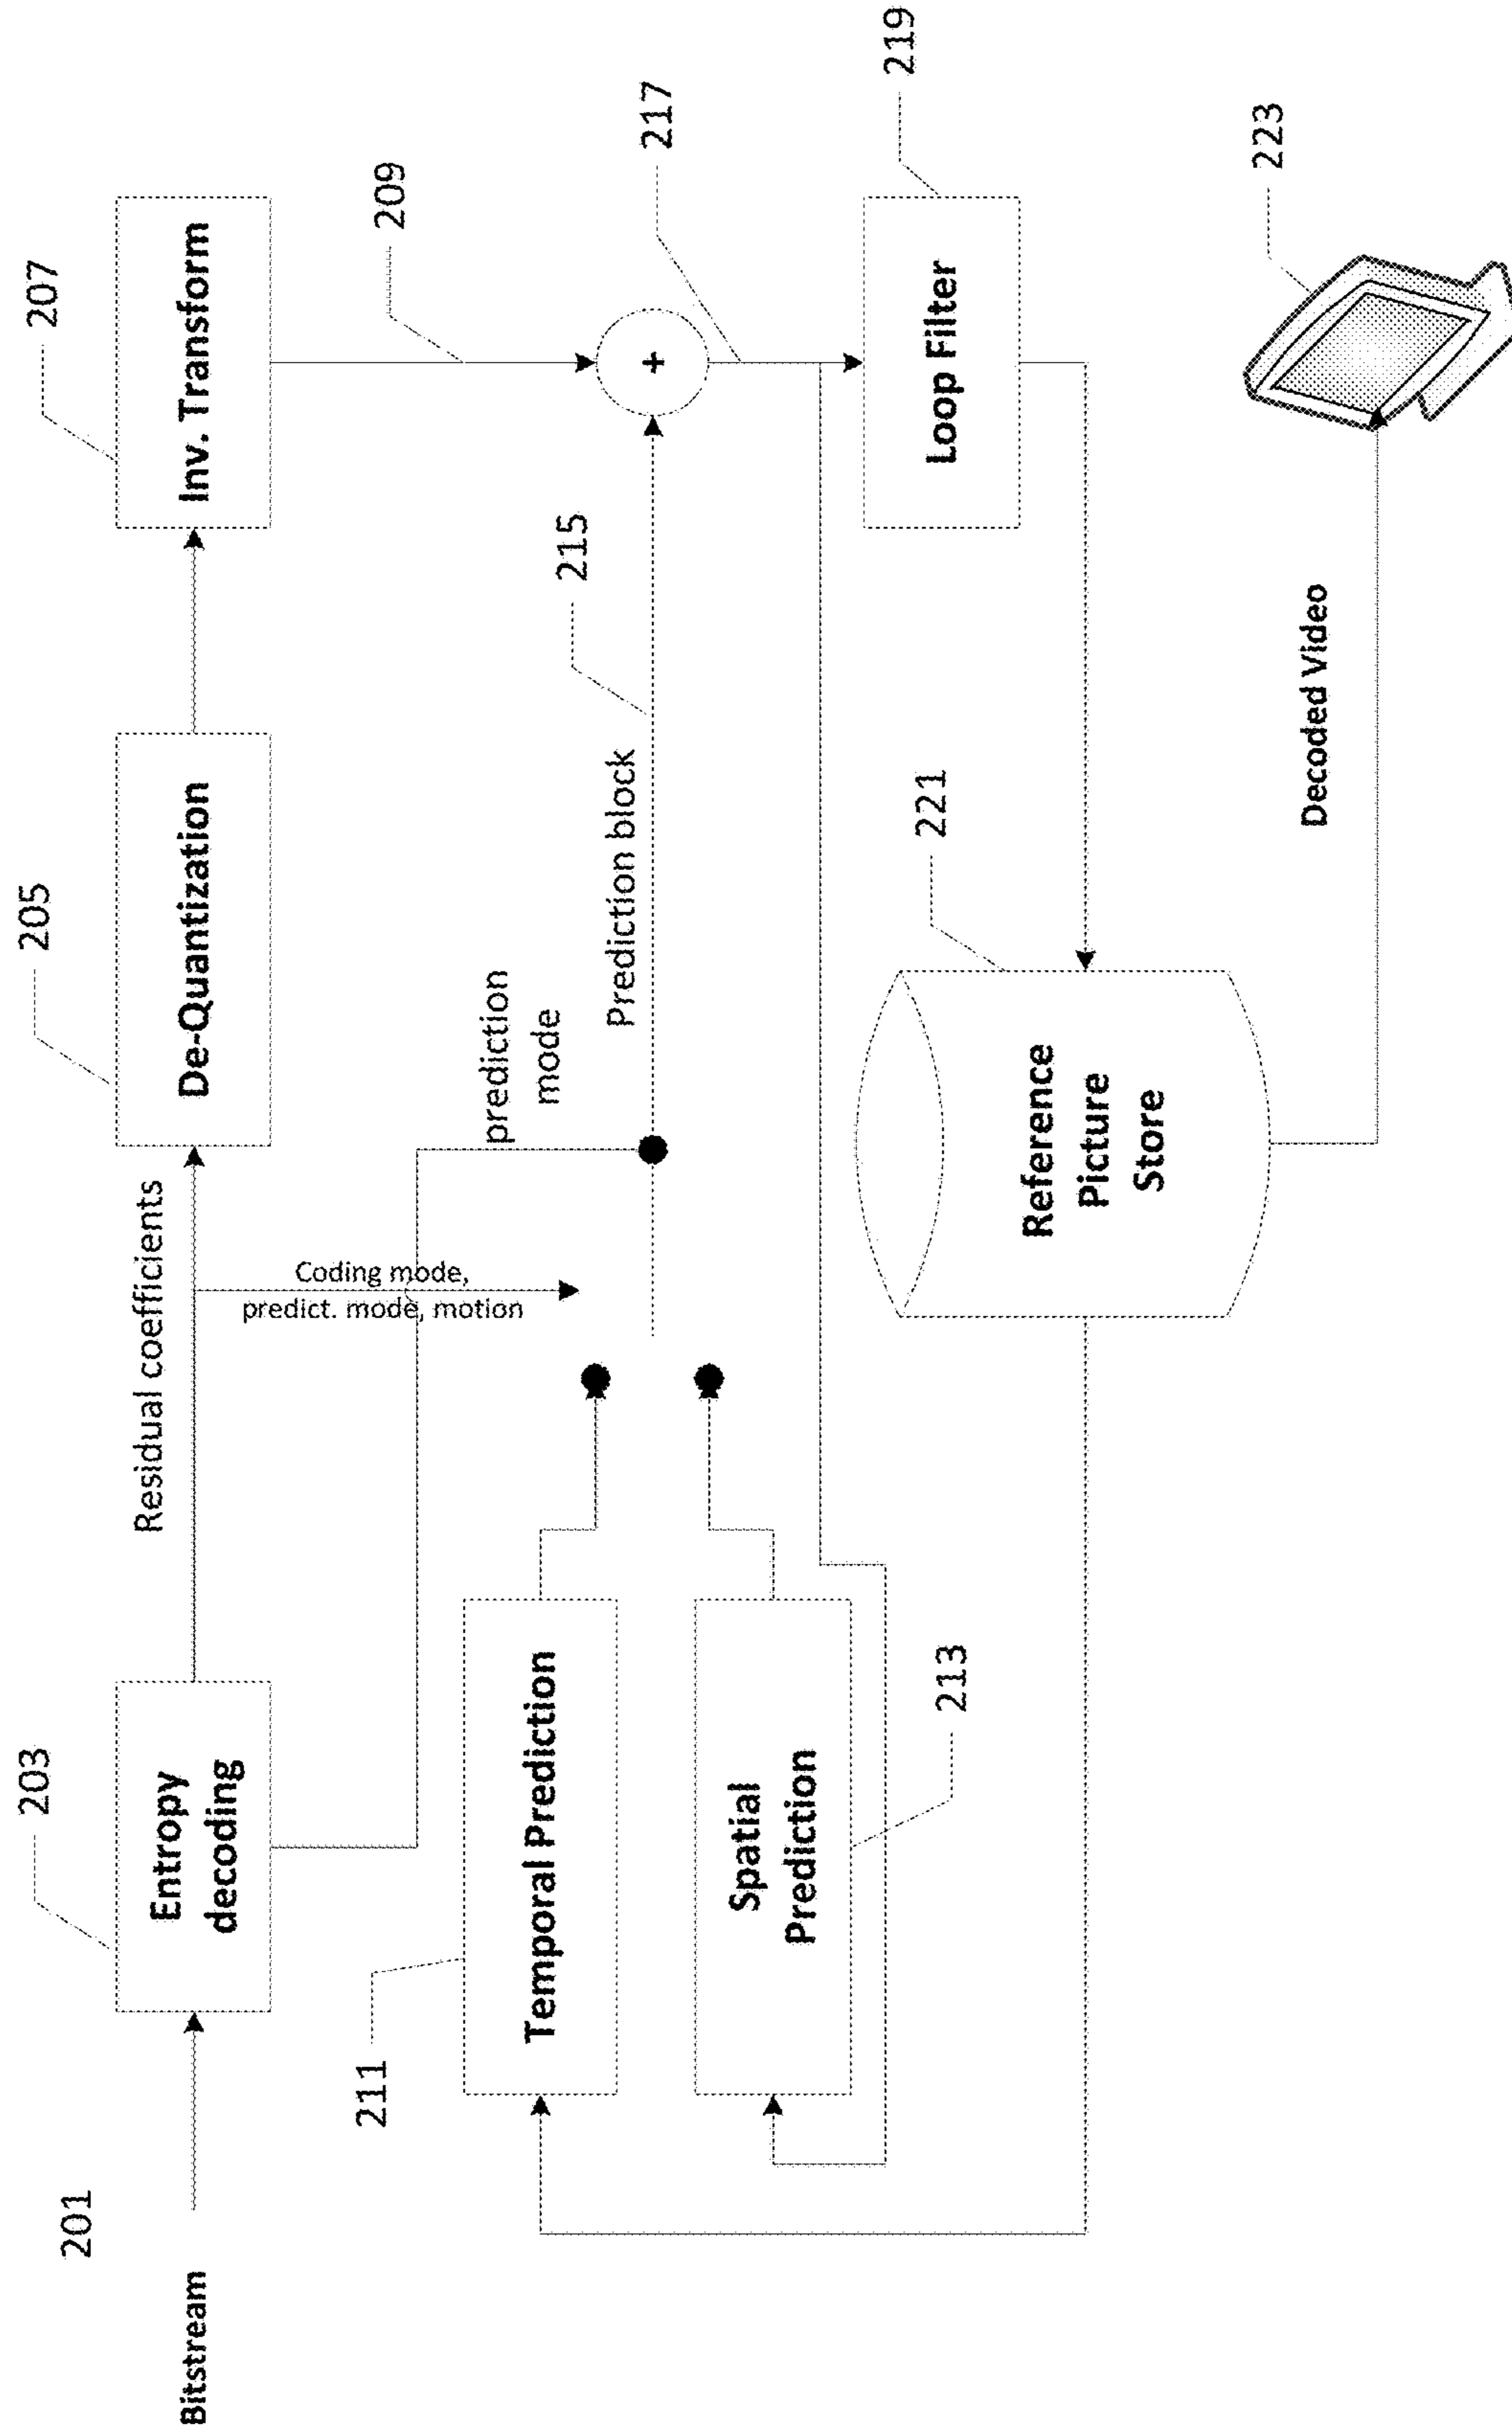 201
Bitstream
203
Entropy
decoding
Residual coefficients
205
De-Quantization
207
Inv. Transform
209
Coding mode,
predict. mode, motion
prediction
mode
211
Temporal Prediction
Spatial
Prediction
213
Prediction block
215
+
217
219
Loop Filter
221
Reference
Picture
Store
Decoded Video
223